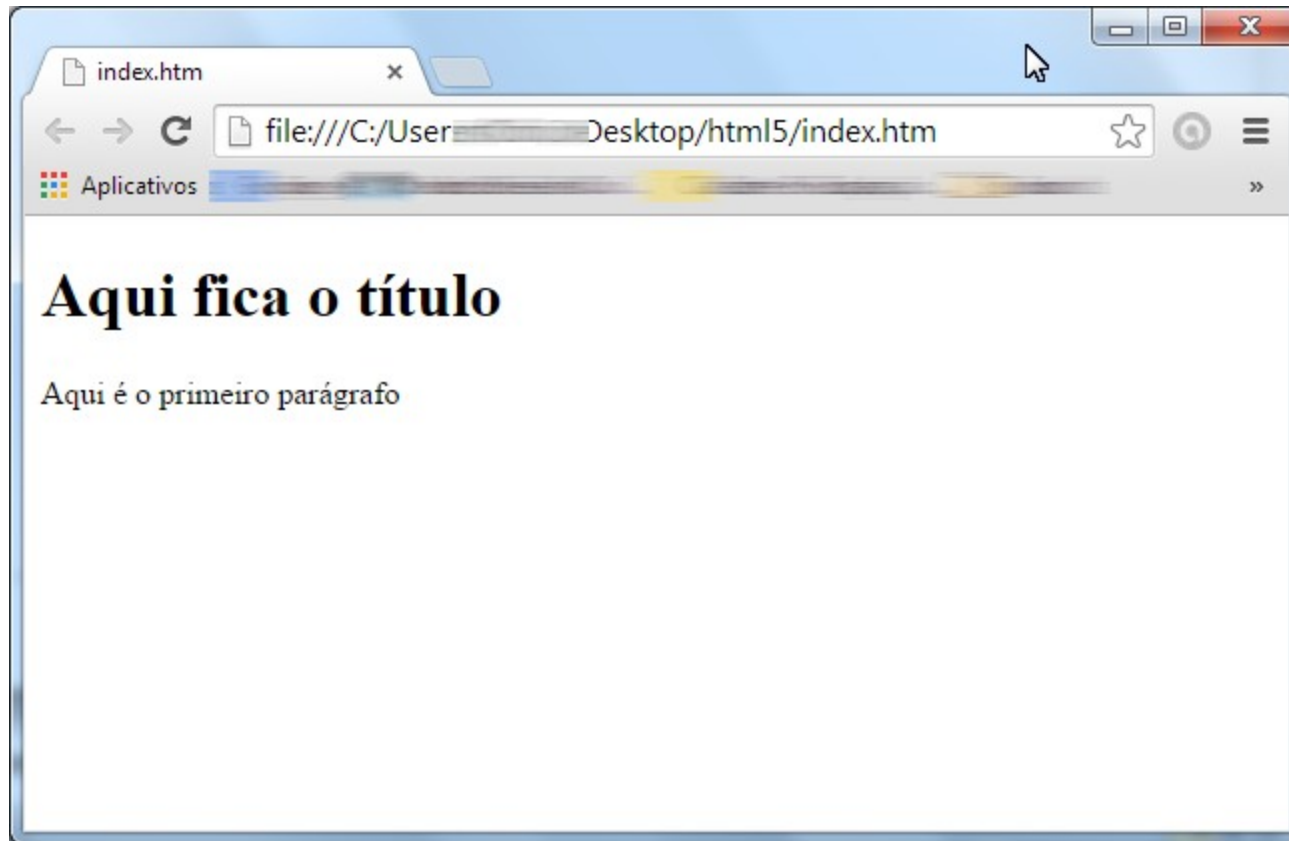 index.htm
file:///C:/User Desktop/html5/index.htm
Aplicativos
Aqui fica o título
Aqui é o primeiro parágrafo